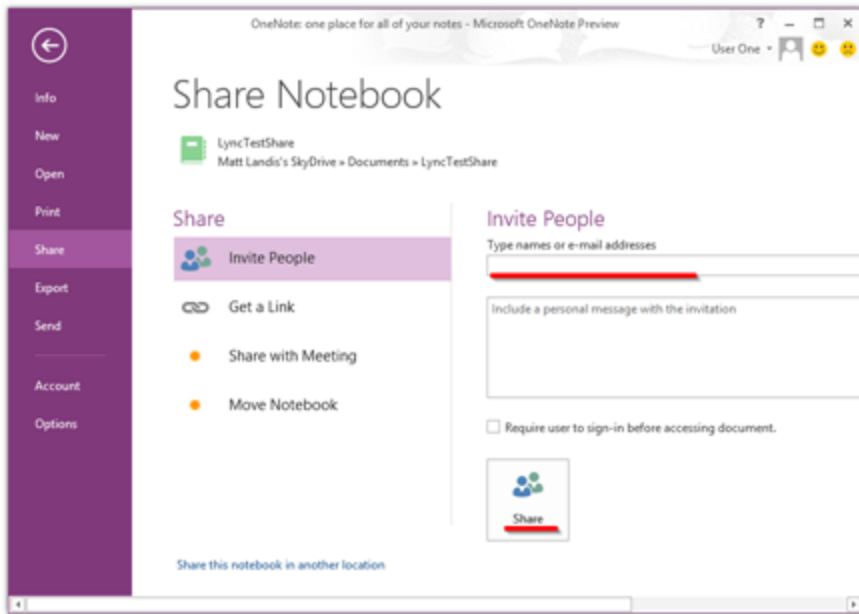 OneNote: one place for all of your notes - Microsoft OneNote Preview
?
User One
Info
New
Open
Print
Share
Export
Send
Account
Options
Share Notebook
LyncTestShare
Matt Landis's SkyDrive » Documents » LyncTestShare
Share
Invite People
Get a Link
Share with Meeting
Move Notebook
Share this notebook in another location
Invite People
Type names or e-mail addresses
Include a personal message with the invitation
Require user to sign-in before accessing document.
Share